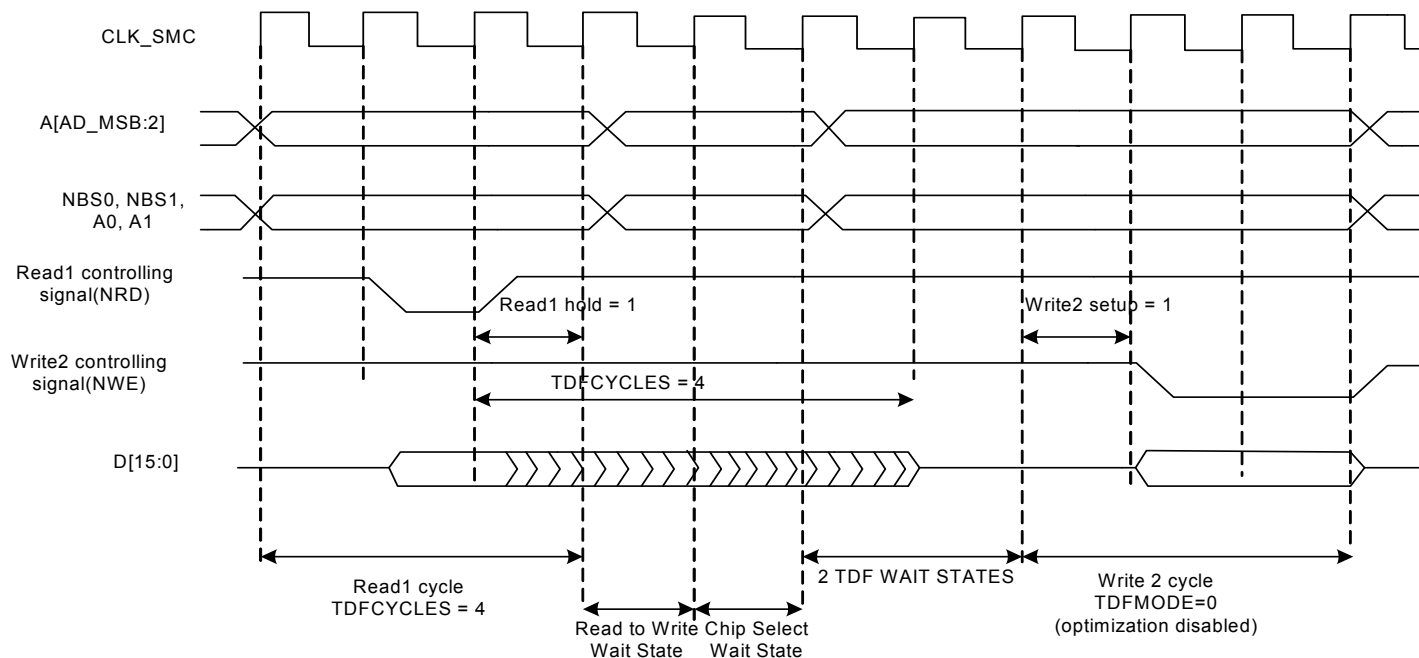 CLK_SMC
A[AD_MSB:2]
NBS0, NBS1,
A0, A1
Read1 controlling
signal(NRD)
Read1 hold = 1
Write2 setup = 1
Write2 controlling
signal(NWE)
TDFCYCLES = 4
D[15:0]
Read1 cycle
TDFCYCLES = 4
2 TDF WAIT STATES
Write 2 cycle
TDFMODE=0
(optimization disabled)
Read to Write
Wait State
Chip Select
Wait State